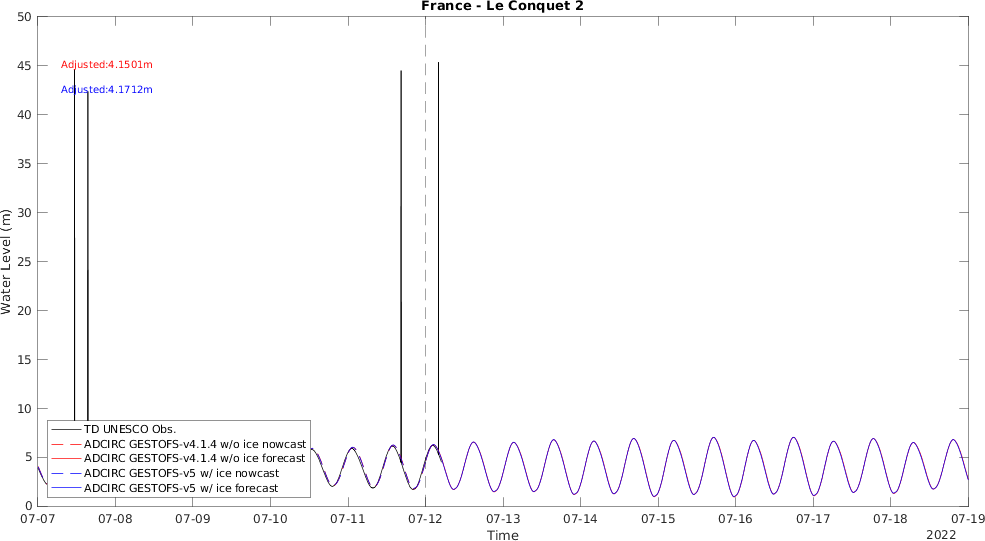 France - Le Conquet 2
50
45
40
35
30
25
20
15
10
5
0
Water Level (m)
Adjusted:4.1501m
Adjusted:4.1712m
TD UNESCO Obs.
ADCIRC GESTOFS-v4.1.4 w/o ice nowcast
ADCIRC GESTOFS-v4.1.4 w/o ice forecast
ADCIRC GESTOFS-v5 w/ ice nowcast
ADCIRC GESTOFS-v5 w/ ice forecast
07-07 07-08 07-09 07-10 07-11 07-12 07-13 07-14 07-15 07-16 07-17 07-18 07-19
Time
2022